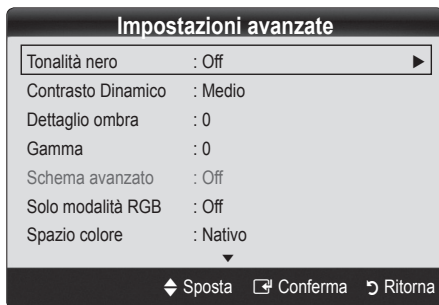 Impostazioni avanzate
Tonalità nero : Off
Contrasto Dinamico : Medio
Dettaglio ombra : 0
Gamma : 0
Schema avanzato : Off
Solo modalità RGB : Off
Spazio colore : Nativo
Sposta Conferma Ritorna